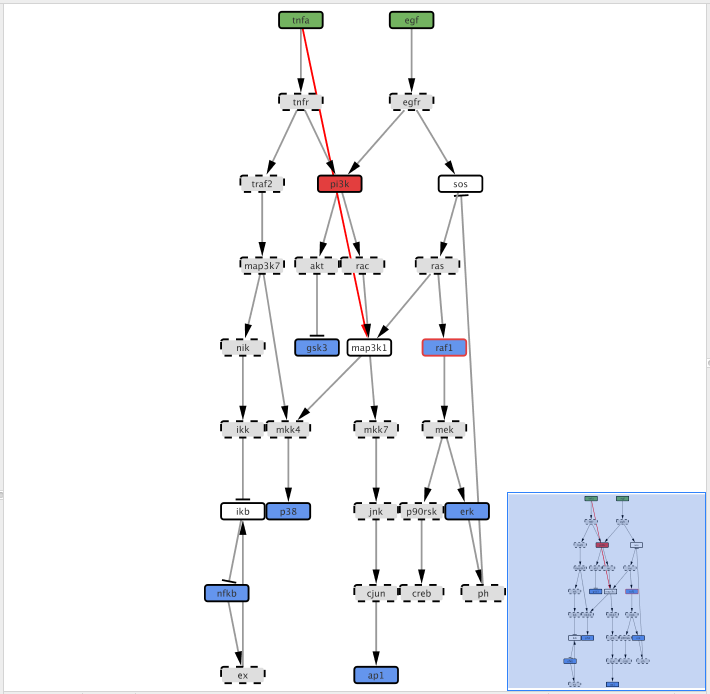 tnfa egf
tnfr egfr
traf2 pi3k sos
map3k7 akt rac ras
nik gsk3 map3k1 raf1
ikk mkk4 mkk7 mek
ikb p38 jnk p90rsk erk
nfkb cjun creb ph
ex ap1